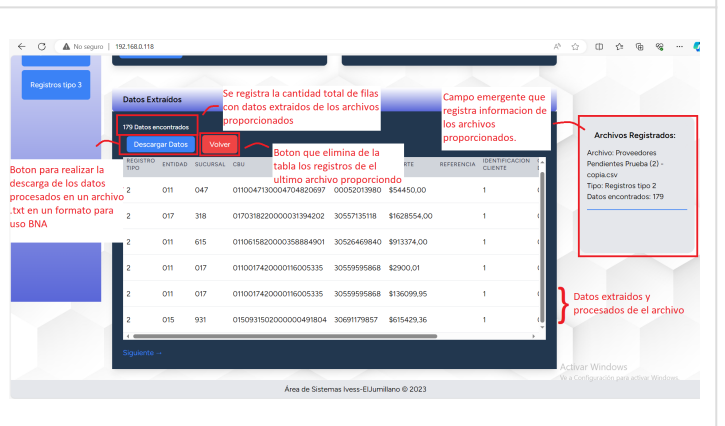 No seguro | 192.168.0.118
Registros tipo 3
Datos Extraídos
179 Datos encontrados
Descargar Datos
Volver
Se registra la cantidad total de filas
con datos extraidos de los archivos
proporcionados
Campo emergente que
registra informacion de
los archivos
proporcionados.
Boton que elimina de la
tabla los registros de el
ultimo archivo proporciondo
Boton para realizar la
descarga de los datos
procesados en un archivo
.txt en un formato para
uso BNA
Archivos Registrados:
Archivo: Proveedores
Pendientes Prueba (2) -
copia.csv
Tipo: Registros tipo 2
Datos encontrados: 179
REGISTRO TIPO ENTIDAD SUCURSAL CBU REFERENCIA IDENTIFICACION CLIENTE
2 011 047 0110047130004704820697 00052013980 $54450,00 1
2 017 318 0170318220000031394202 30557135118 $1628554,00 1
2 011 615 0110615820000358884901 30526469840 $913374,00 1
2 011 017 0110017420000116005335 30559595868 $2900,01 1
2 011 017 0110017420000116005335 30559595868 $136099,95 1
2 015 931 0150931502000000491804 30691179857 $615429,36 1
Datos extraidos y
procesados de el archivo
Siguiente →
Activar Windows
Ve a Configuración para activar Windows.
Área de Sistemas Ivess-ElJumillano © 2023